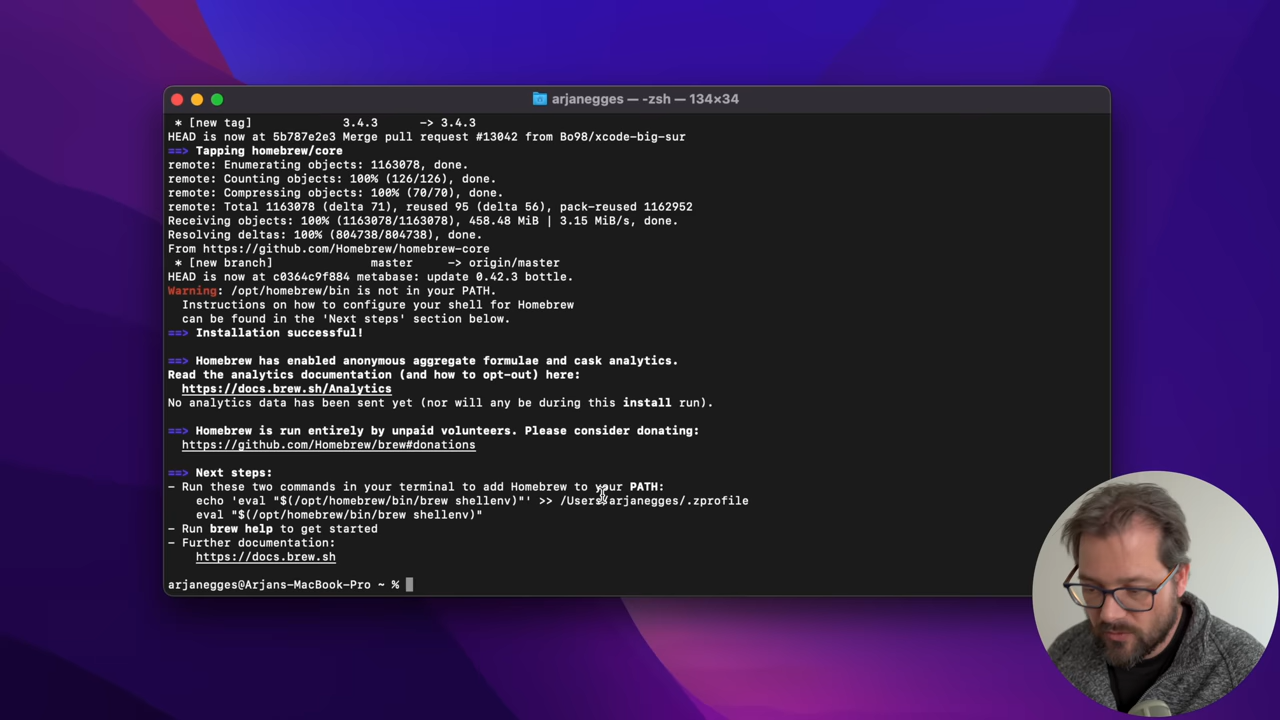 arjanegges — -zsh — 134×34
* [new tag] 3.4.3 -> 3.4.3
HEAD is now at 5b787e2e3 Merge pull request #13042 from Bo98/xcode-big-sur
==> Tapping homebrew/core
remote: Enumerating objects: 1163078, done.
remote: Counting objects: 100% (126/126), done.
remote: Compressing objects: 100% (70/70), done.
remote: Total 1163078 (delta 71), reused 95 (delta 56), pack-reused 1162952
Receiving objects: 100% (1163078/1163078), 458.48 MiB | 3.15 MiB/s, done.
Resolving deltas: 100% (804738/804738), done.
From https://github.com/Homebrew/homebrew-core
* [new branch] master -> origin/master
HEAD is now at c0364c9f884 metabase: update 0.42.3 bottle.
Warning: /opt/homebrew/bin is not in your PATH.
Instructions on how to configure your shell for Homebrew
can be found in the 'Next steps' section below.
==> Installation successful!
==> Homebrew has enabled anonymous aggregate formulae and cask analytics.
Read the analytics documentation (and how to opt-out) here:
https://docs.brew.sh/Analytics
No analytics data has been sent yet (nor will any be during this install run).
==> Homebrew is run entirely by unpaid volunteers. Please consider donating:
https://github.com/Homebrew/brew#donations
==> Next steps:
- Run these two commands in your terminal to add Homebrew to your PATH:
echo 'eval "$(/opt/homebrew/bin/brew shellenv)"' >> /Users/arjanegges/.zprofile
eval "$(/opt/homebrew/bin/brew shellenv)"
- Run brew help to get started
- Further documentation:
https://docs.brew.sh
arjanegges@Arjans-MacBook-Pro ~ %